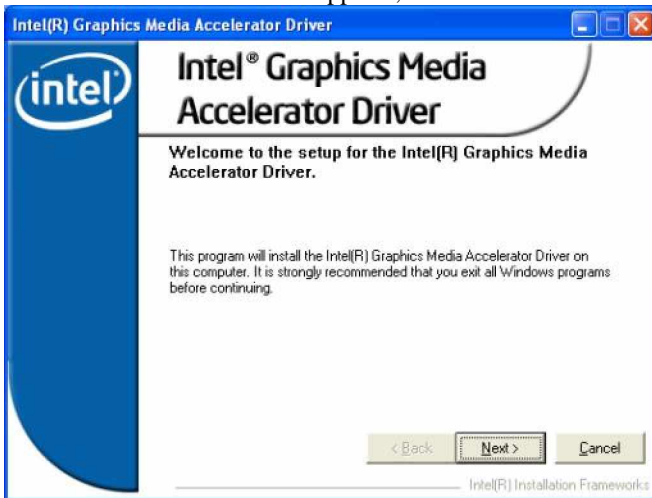 Intel(R) Graphics Media Accelerator Driver
intel
Intel® Graphics Media
Accelerator Driver
Welcome to the setup for the Intel(R) Graphics Media
Accelerator Driver.
This program will install the Intel(R) Graphics Media Accelerator Driver on
this computer. It is strongly recommended that you exit all Windows programs
before continuing.
< Back Next > Cancel
Intel(R) Installation Frameworks